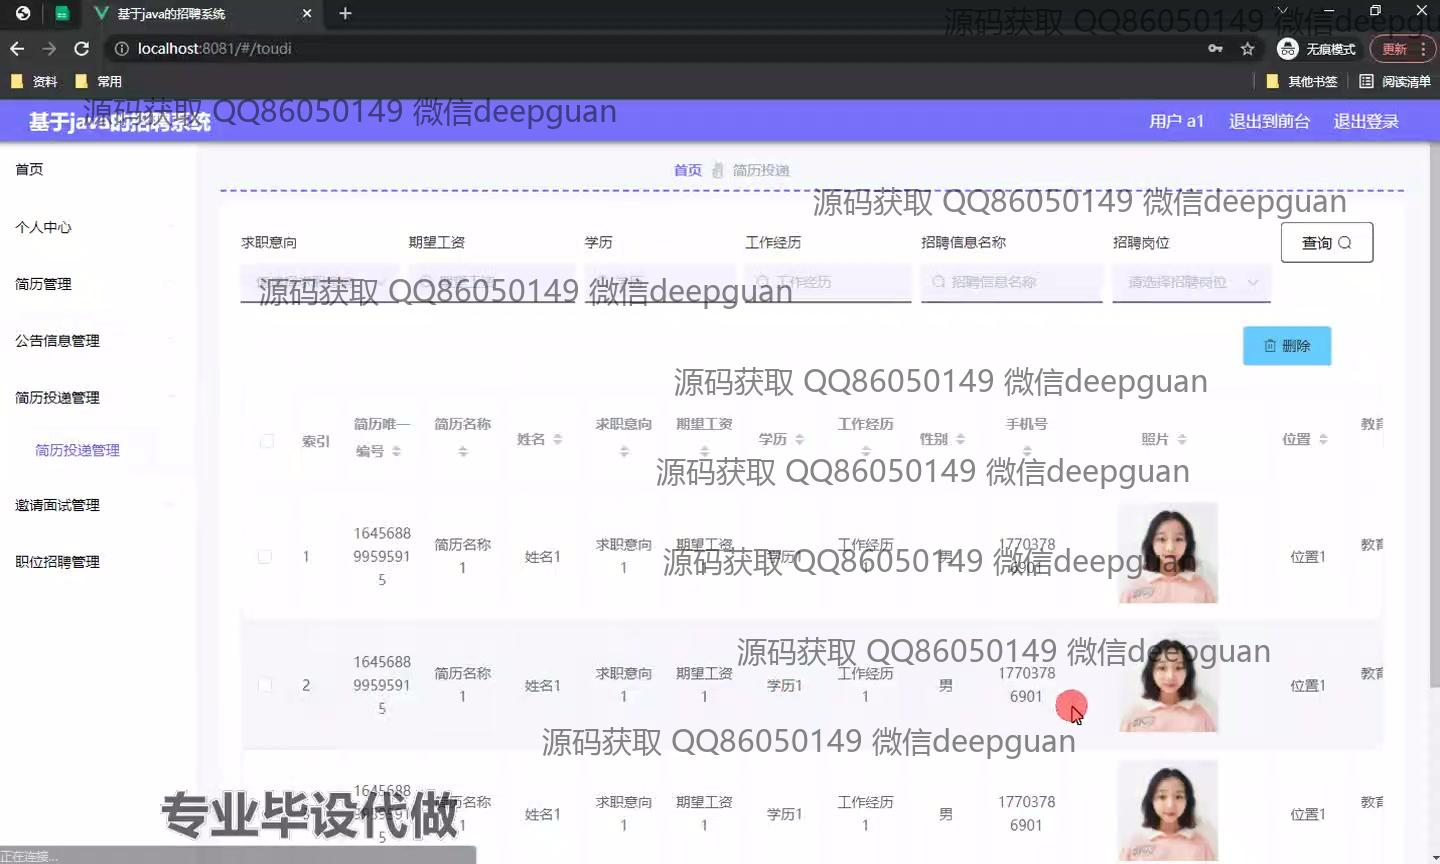 基于java的招聘系统
源码获取 QQ86050149 微信deepgu
localhost:8081/#/toudi
无痕模式
更新
资料
常用
其他书签
阅读清单
源码获取 QQ86050149 微信deepguan
基于java的招聘系统
用户 a1
退出到前台
退出登录
首页
个人中心
简历管理
公告信息管理
简历投递管理
简历投递管理
邀请面试管理
职位招聘管理
首页
简历投递
源码获取 QQ86050149 微信deepguan
求职意向
期望工资
学历
工作经历
招聘信息名称
招聘岗位
查询
工作经历
招聘信息名称
请选择招聘岗位
源码获取 QQ86050149 微信deepguan
删除
源码获取 QQ86050149 微信deepguan
索引
简历唯一
编号
简历名称
姓名
求职意向
期望工资
学历
工作经历
性别
手机号
照片
位置
教育
源码获取 QQ86050149 微信deepguan
1
1645688
9959591
5
简历名称
1
姓名1
求职意向
1
期望工资
1
学历1
工作经历
1
男
1770378
6901
位置1
教育
源码获取 QQ86050149 微信deepguan
源码获取 QQ86050149 微信deepguan
2
1645688
9959591
5
简历名称
1
姓名1
求职意向
1
期望工资
1
学历1
工作经历
1
男
1770378
6901
位置1
教育
源码获取 QQ86050149 微信deepguan
1645688
9959591
5
简历名称
姓名1
求职意向
1
期望工资
1
学历1
工作经历
1
男
1770378
6901
位置1
教育
专业毕设代做
正在连接...